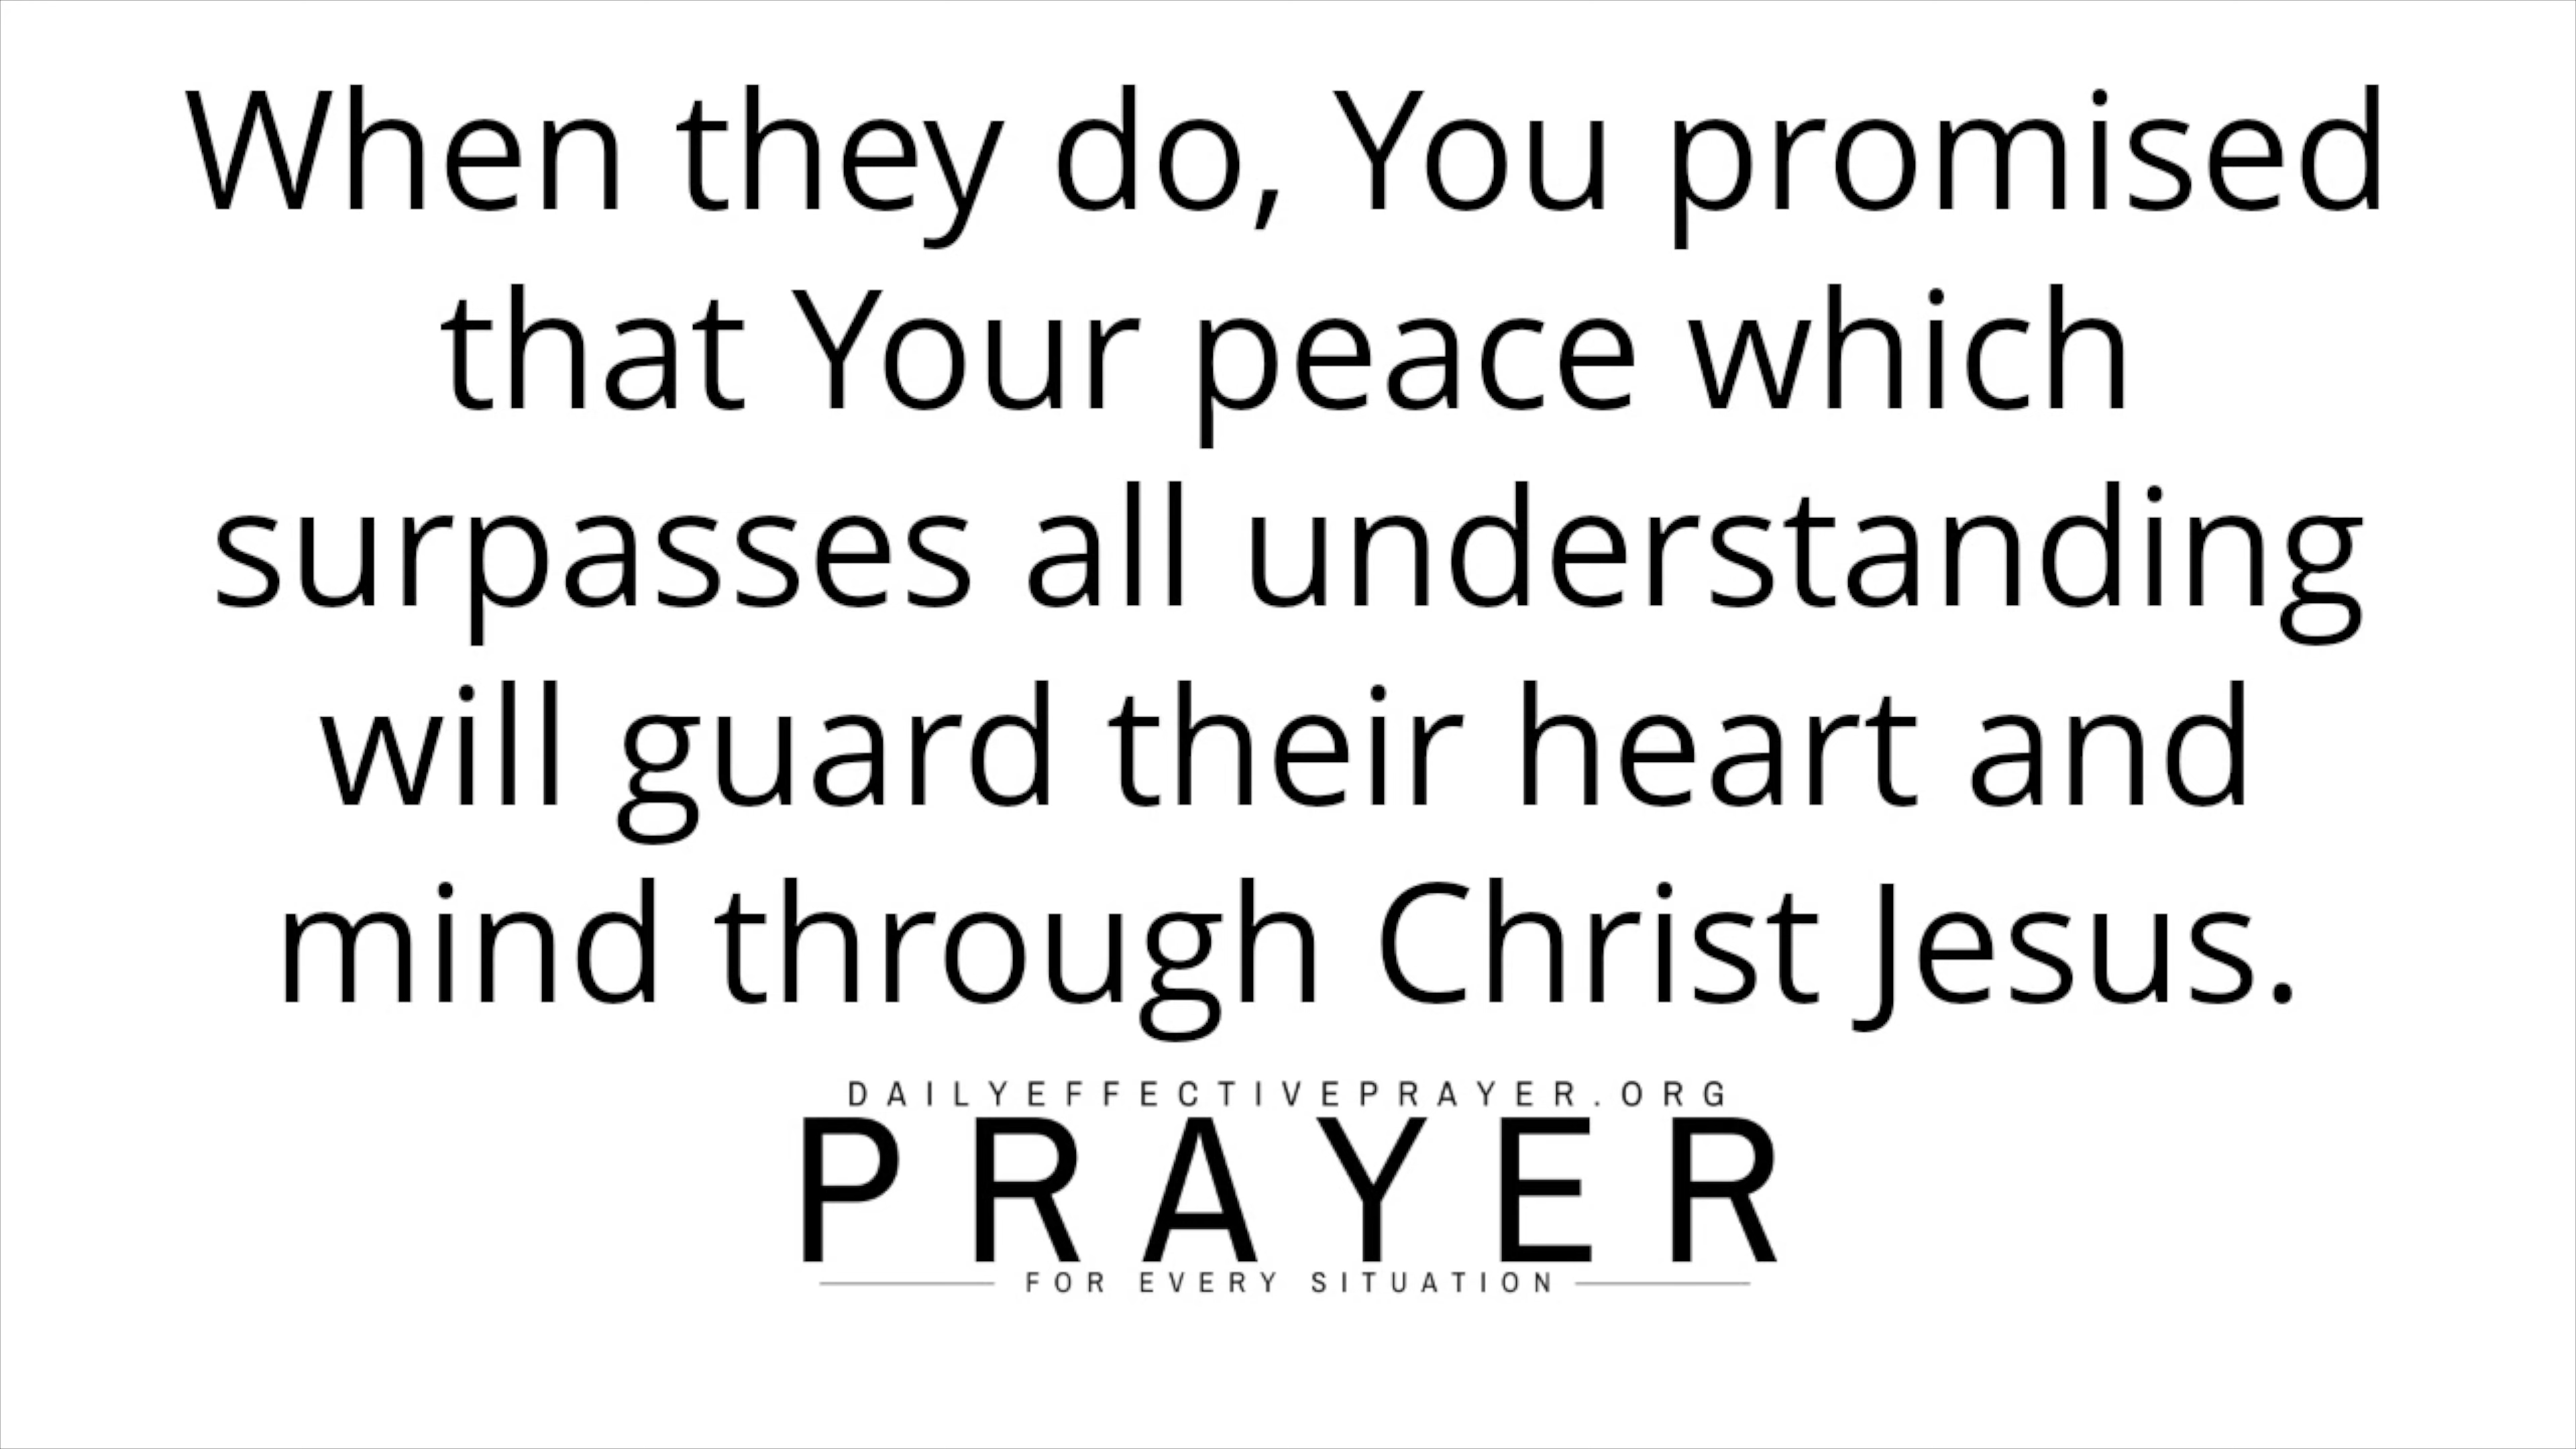 When they do, You promised
that Your peace which
surpasses all understanding
will guard their heart and
mind through Christ Jesus.
DAILYEFFECTIVEPRAYER.ORG
PRAYER
FOR EVERY SITUATION